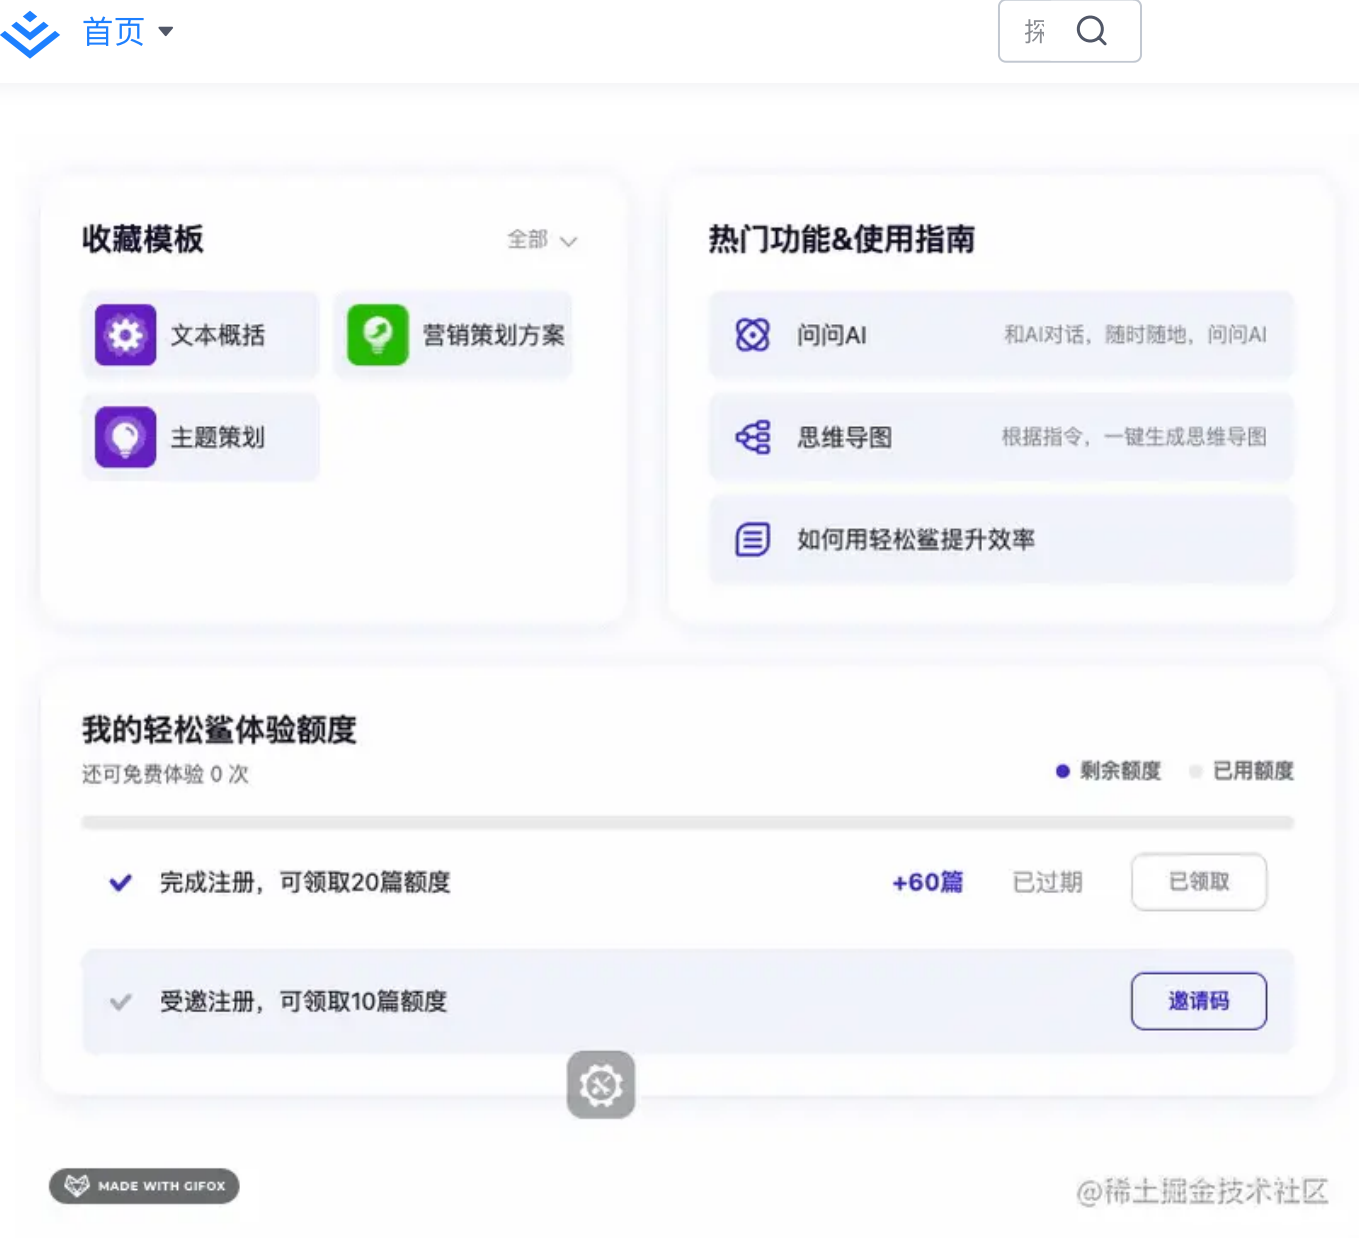 首页
探
收藏模板
全部
文本概括
营销策划方案
主题策划
热门功能&使用指南
问问AI
和AI对话，随时随地，问问AI
思维导图
根据指令，一键生成思维导图
如何用轻松鲨提升效率
我的轻松鲨体验额度
还可免费体验 0 次
剩余额度
已用额度
完成注册，可领取20篇额度
+60篇
已过期
已领取
受邀注册，可领取10篇额度
邀请码
MADE WITH GIFOX
@稀土掘金技术社区